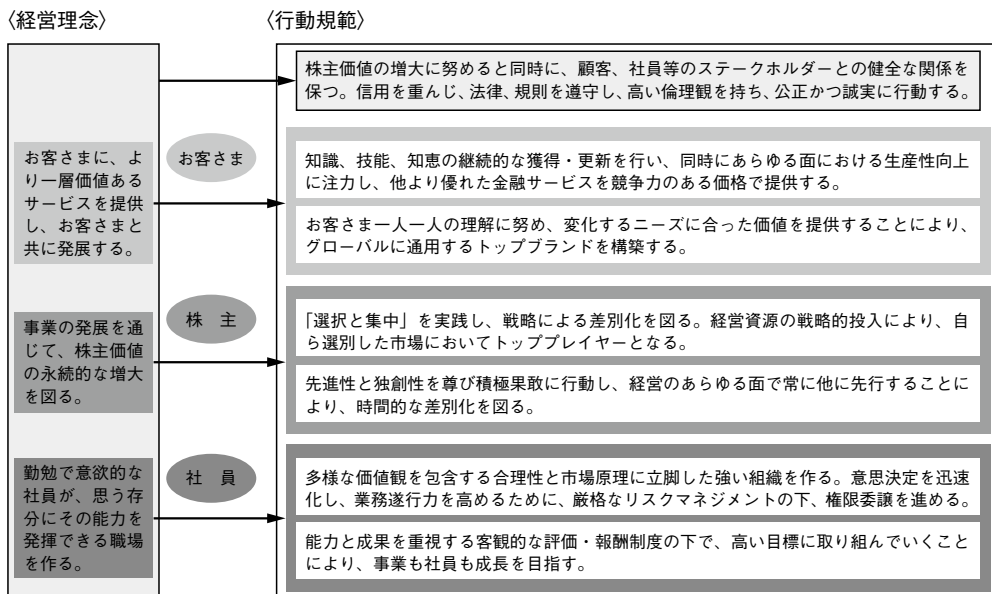 〈経営理念〉
〈行動規範〉
株主価値の増大に努めると同時に、顧客、社員等のステークホルダーとの健全な関係を
保つ。信用を重んじ、法律、規則を遵守し、高い倫理観を持ち、公正かつ誠実に行動する。
お客さまに、よ
り一層価値ある
サービスを提供
し、お客さまと
共に発展する。
お客さま
知識、技能、知恵の継続的な獲得・更新を行い、同時にあらゆる面における生産性向上
に注力し、他より優れた金融サービスを競争力のある価格で提供する。
お客さま一人一人の理解に努め、変化するニーズに合った価値を提供することにより、
グローバルに通用するトップブランドを構築する。
事業の発展を通
じて、株主価値
の永続的な増大
を図る。
株 主
「選択と集中」を実践し、戦略による差別化を図る。経営資源の戦略的投入により、自
ら選別した市場においてトッププレイヤーとなる。
先進性と独創性を尊び積極果敢に行動し、経営のあらゆる面で常に他に先行することに
より、時間的な差別化を図る。
勤勉で意欲的な
社員が、思う存
分にその能力を
発揮できる職場
を作る。
社 員
多様な価値観を包含する合理性と市場原理に立脚した強い組織を作る。意思決定を迅速
化し、業務遂行力を高めるために、厳格なリスクマネジメントの下、権限委譲を進める。
能力と成果を重視する客観的な評価・報酬制度の下で、高い目標に取り組んでいくこと
により、事業も社員も成長を目指す。